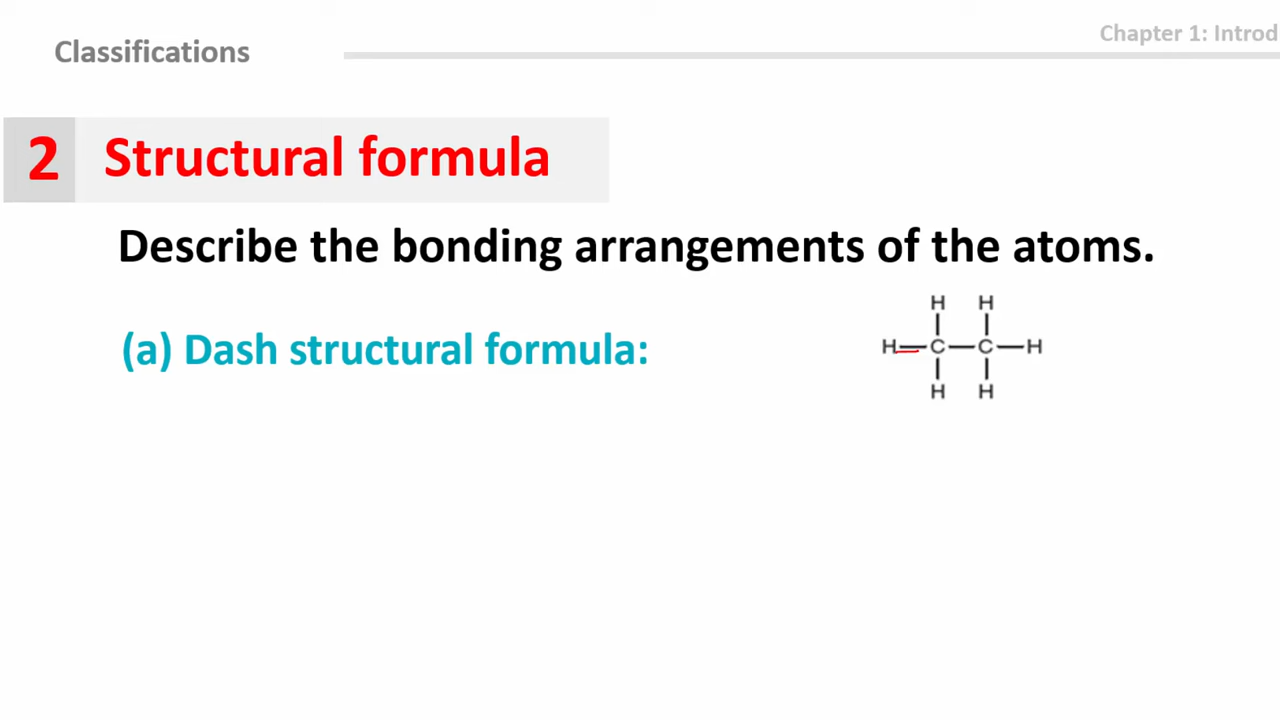 Chapter 1: Introd
Classifications
2 Structural formula
Describe the bonding arrangements of the atoms.
(a) Dash structural formula:
H H
H C C H
H H